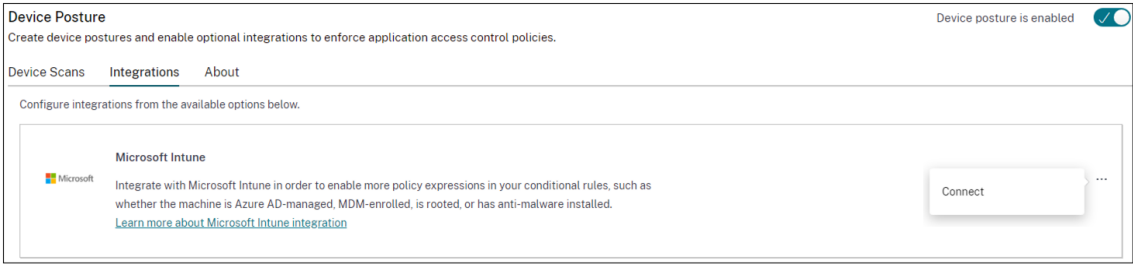 Device Posture
Device posture is enabled
Create device postures and enable optional integrations to enforce application access control policies.
Device Scans Integrations About
Configure integrations from the available options below.
Microsoft Intune
Microsoft
Integrate with Microsoft Intune in order to enable more policy expressions in your conditional rules, such as
whether the machine is Azure AD-managed, MDM-enrolled, is rooted, or has anti-malware installed.
Learn more about Microsoft Intune integration
Connect
...